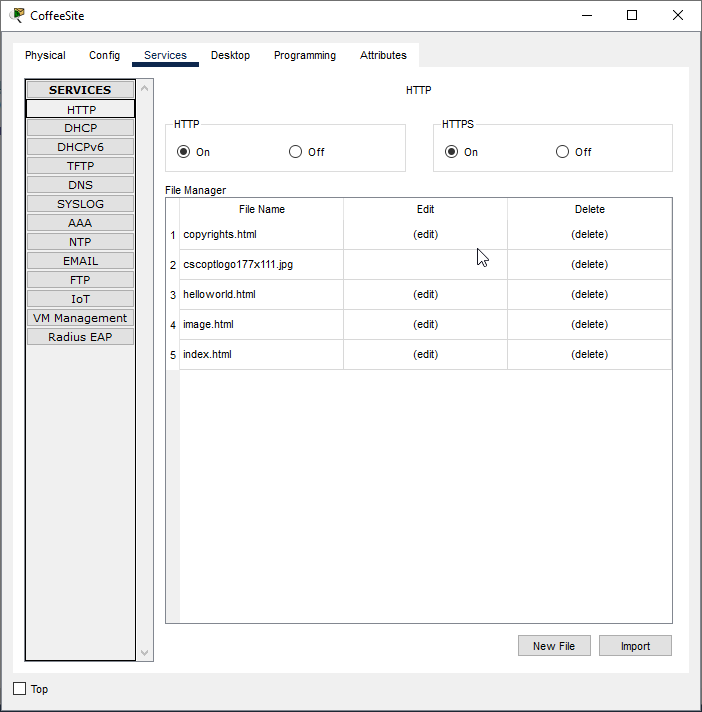 CoffeeSite
Physical Config Services Desktop Programming Attributes
SERVICES
HTTP
DHCP
DHCPv6
TFTP
DNS
SYSLOG
AAA
NTP
EMAIL
FTP
IoT
VM Management
Radius EAP
HTTP
HTTP
On Off
HTTPS
On Off
File Manager
File Name Edit Delete
1 copyrights.html (edit) (delete)
2 cscoptlogo177x111.jpg (delete)
3 helloworld.html (edit) (delete)
4 image.html (edit) (delete)
5 index.html (edit) (delete)
New File Import
Top